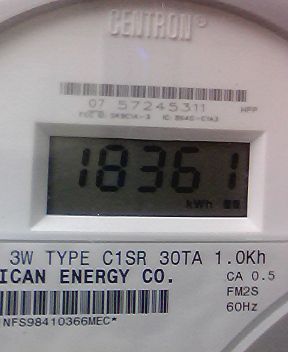 CENTRON®
07 57245311 WPP
18361
kWh
3W TYPE C1SR 30TA 1.0Kh
ICAN ENERGY CO. CA 0.5
FM2S
60Hz
NFS98410366MEC*